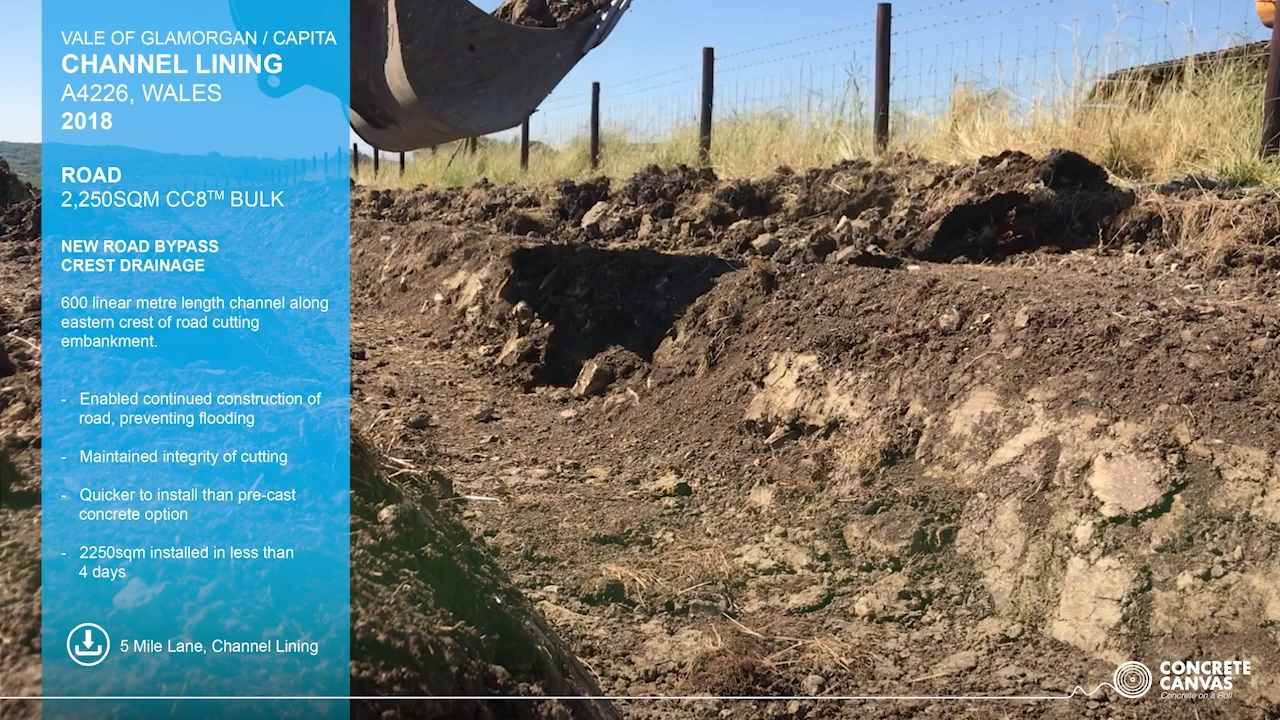 VALE OF GLAMORGAN / CAPITA
CHANNEL LINING
A4226, WALES
2018
ROAD
2,250SQM CC8™ BULK
NEW ROAD BYPASS
CREST DRAINAGE
600 linear metre length channel along
eastern crest of road cutting
embankment.
- Enabled continued construction of
road, preventing flooding
- Maintained integrity of cutting
- Quicker to install than pre-cast
concrete option
- 2250sqm installed in less than
4 days
5 Mile Lane, Channel Lining
CONCRETE
CANVAS
Concrete on a Roll